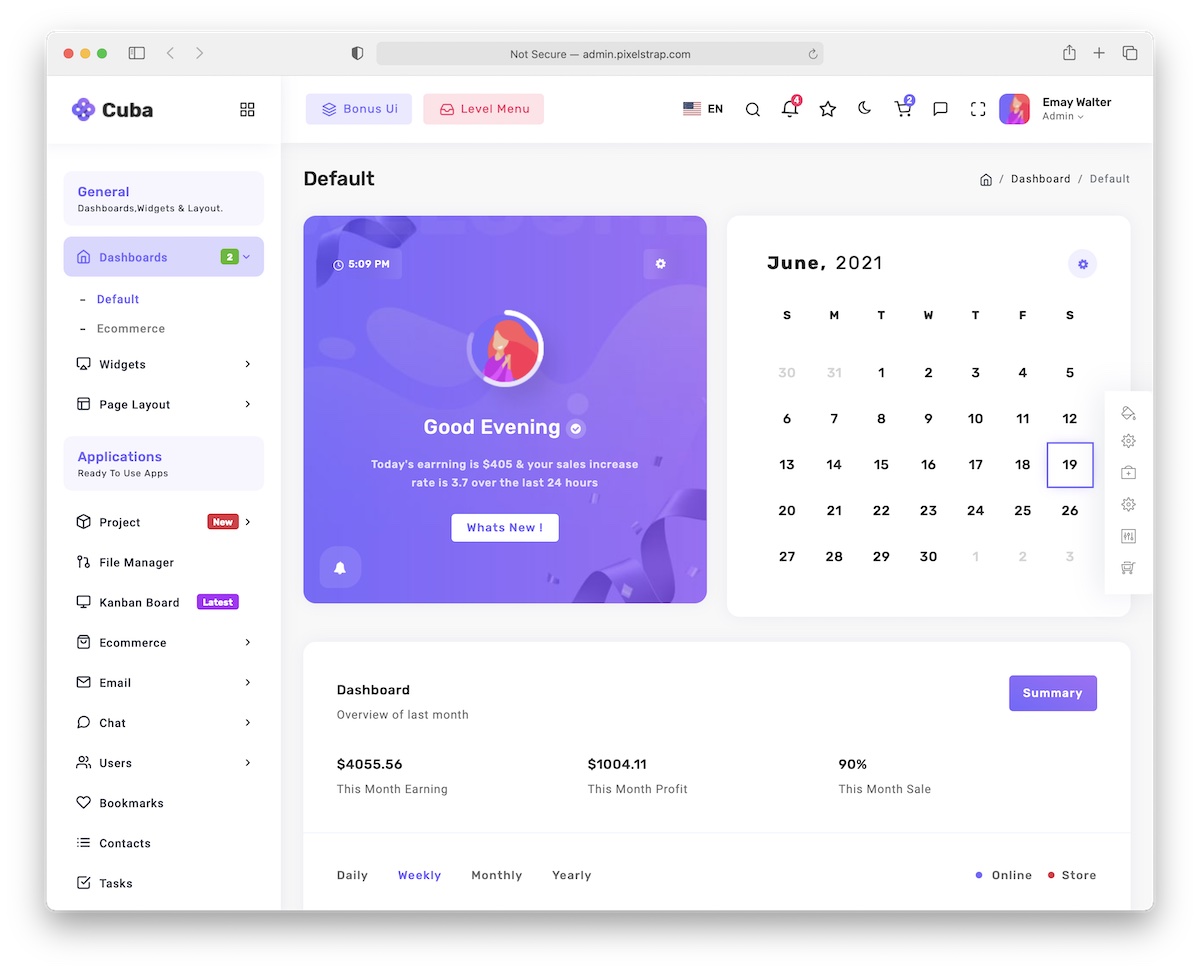 Not Secure — admin.pixelstrap.com
Cuba
Bonus Ui
Level Menu
EN
4
2
Emay Walter
Admin
General
Dashboards,Widgets & Layout.
Dashboards 2
- Default
- Ecommerce
Widgets
Page Layout
Applications
Ready To Use Apps
Project New
File Manager
Kanban Board Latest
Ecommerce
Email
Chat
Users
Bookmarks
Contacts
Tasks
Default
/ Dashboard / Default
5:09 PM
Good Evening
Today's earrning is $405 & your sales increase
rate is 3.7 over the last 24 hours
Whats New !
June, 2021
S M T W T F S
30 31 1 2 3 4 5
6 7 8 9 10 11 12
13 14 15 16 17 18 19
20 21 22 23 24 25 26
27 28 29 30 1 2 3
Dashboard
Overview of last month
Summary
$4055.56
This Month Earning
$1004.11
This Month Profit
90%
This Month Sale
Daily Weekly Monthly Yearly
Online Store